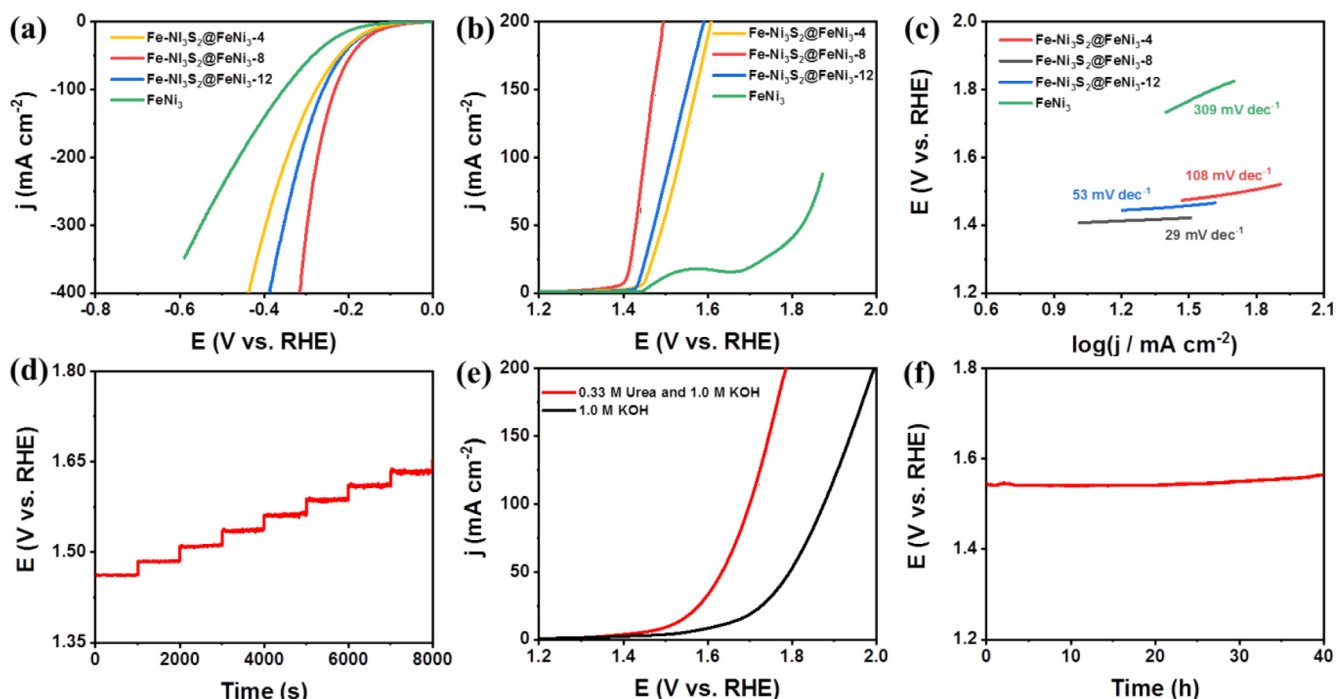 (a)
Fe-NI₃S₂@FeNi₃-4
Fe-NI₃S₂@FeNi₃-8
Fe-NI₃S₂@FeNi₃-12
FeNi₃
j (mA cm⁻²)
0
-100
-200
-300
-400
-0.8
-0.6
-0.4
-0.2
0.0
E (V vs. RHE)
(b)
Fe-Ni₃S₂@FeNi₃-4
Fe-Ni₃S₂@FeNi₃-8
Fe-Ni₃S₂@FeNi₃-12
FeNi₃
j (mA cm⁻²)
200
150
100
50
0
1.2
1.4
1.6
1.8
2.0
E (V vs. RHE)
(c)
Fe-Ni₃S₂@FeNi₃-4
Fe-Ni₃S₂@FeNi₃-8
Fe-Ni₃S₂@FeNi₃-12
FeNi₃
309 mV dec⁻¹
108 mV dec⁻¹
53 mV dec⁻¹
29 mV dec⁻¹
E (V vs. RHE)
2.0
1.8
1.6
1.4
1.2
0.6
0.9
1.2
1.5
1.8
2.1
log(j / mA cm⁻²)
(d)
E (V vs. RHE)
1.80
1.65
1.50
1.35
0
2000
4000
6000
8000
Time (s)
(e)
0.33 M Urea and 1.0 M KOH
1.0 M KOH
j (mA cm⁻²)
200
150
100
50
0
1.2
1.4
1.6
1.8
2.0
E (V vs. RHE)
(f)
E (V vs. RHE)
1.8
1.6
1.4
1.2
0
10
20
30
40
Time (h)